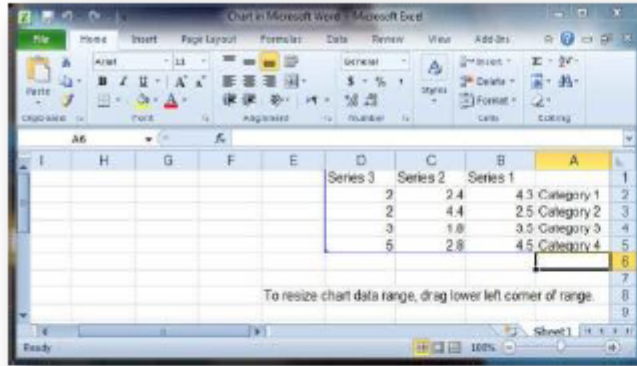 Chart in Microsoft Word - Microsoft Excel
File Home Insert Page Layout Formulas Data Review View Add-Ins
Arial 11 General Insert
Paste B I U A A $ % , Styles Delete
Format
Clipboard Font Alignment Number Cells Editing
A6 fx
I H G F E D C B A
Series 3 Series 2 Series 1 1
2 2.4 4.3 Category 1 2
2 4.4 2.5 Category 2 3
3 1.8 3.5 Category 3 4
5 2.8 4.5 Category 4 5
6
7
To resize chart data range, drag lower left corner of range. 8
9
Sheet1
Ready 100%